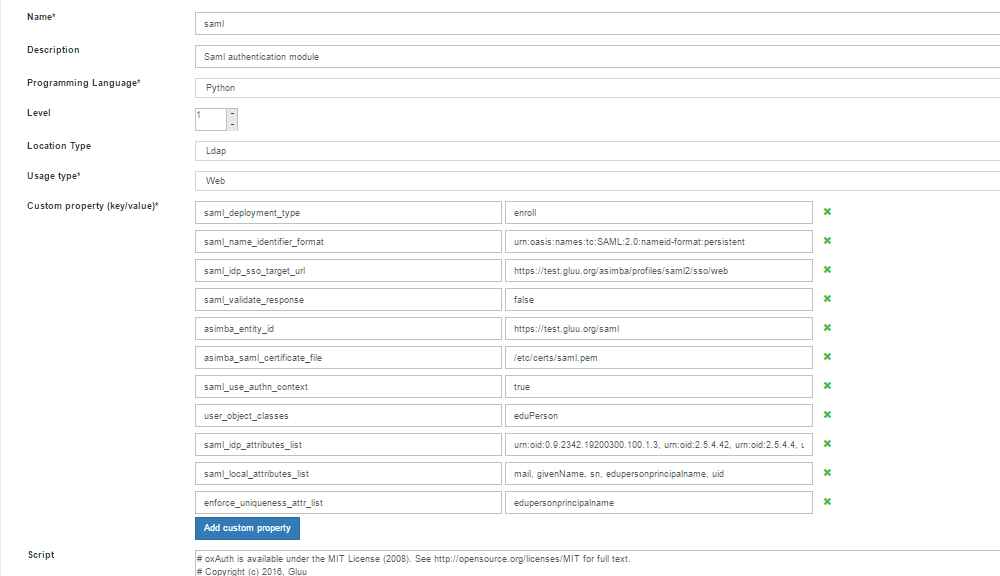 Name* saml
Description Saml authentication module
Programming Language* Python
Level 1
Location Type Ldap
Usage type* Web
Custom property (key/value)* saml_deployment_type enroll
saml_name_identifier_format urn:oasis:names:tc:SAML:2.0:nameid-format:persistent
saml_idp_sso_target_url https://test.gluu.org/asimba/profiles/saml2/sso/web
saml_validate_response false
asimba_entity_id https://test.gluu.org/saml
asimba_saml_certificate_file /etc/certs/saml.pem
saml_use_authn_context true
user_object_classes eduPerson
saml_idp_attributes_list urn:oid:0.9.2342.19200300.100.1.3, urn:oid:2.5.4.42, urn:oid:2.5.4.4,
saml_local_attributes_list mail, givenName, sn, edupersonprincipalname, uid
enforce_uniqueness_attr_list edupersonprincipalname
Add custom property
Script # oxAuth is available under the MIT License (2008). See http://opensource.org/licenses/MIT for full text.
# Copyright (c) 2016, Gluu